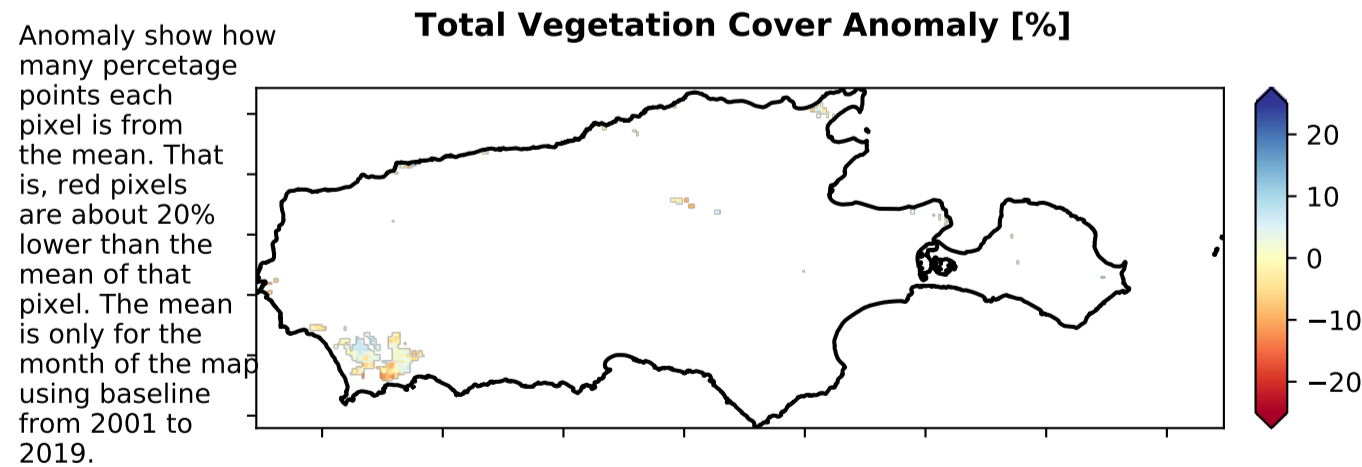 Total Vegetation Cover Anomaly [%]
Anomaly show how
many percetage
points each
pixel is from
the mean. That
is, red pixels
are about 20%
lower than the
mean of that
pixel. The mean
is only for the
month of the map
using baseline
from 2001 to
2019.
20
10
0
−10
−20